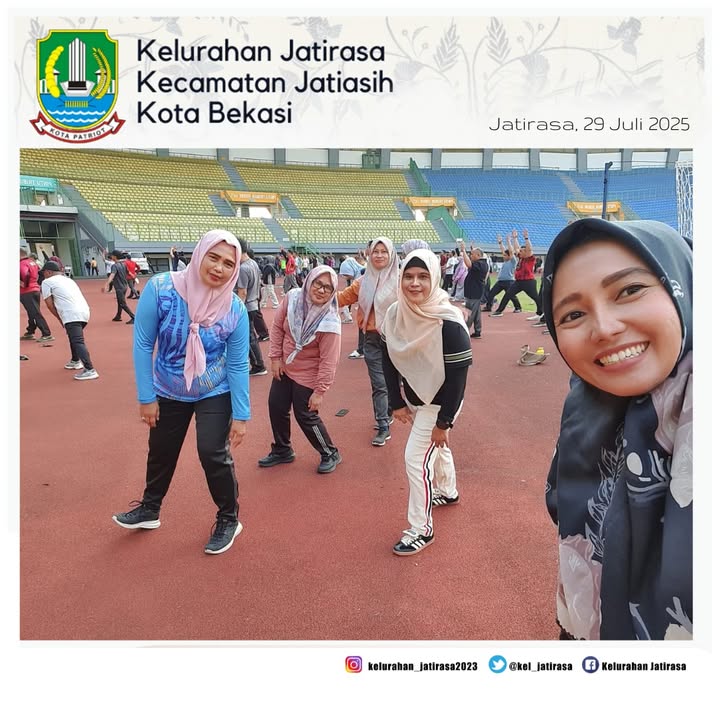 Kelurahan Jatirasa
Kecamatan Jatiasih
Kota Bekasi
KOTA PATRIOT
Jatirasa, 29 Juli 2025
kelurahan_jatirasa2023
@kel_jatirasa
Kelurahan Jatirasa